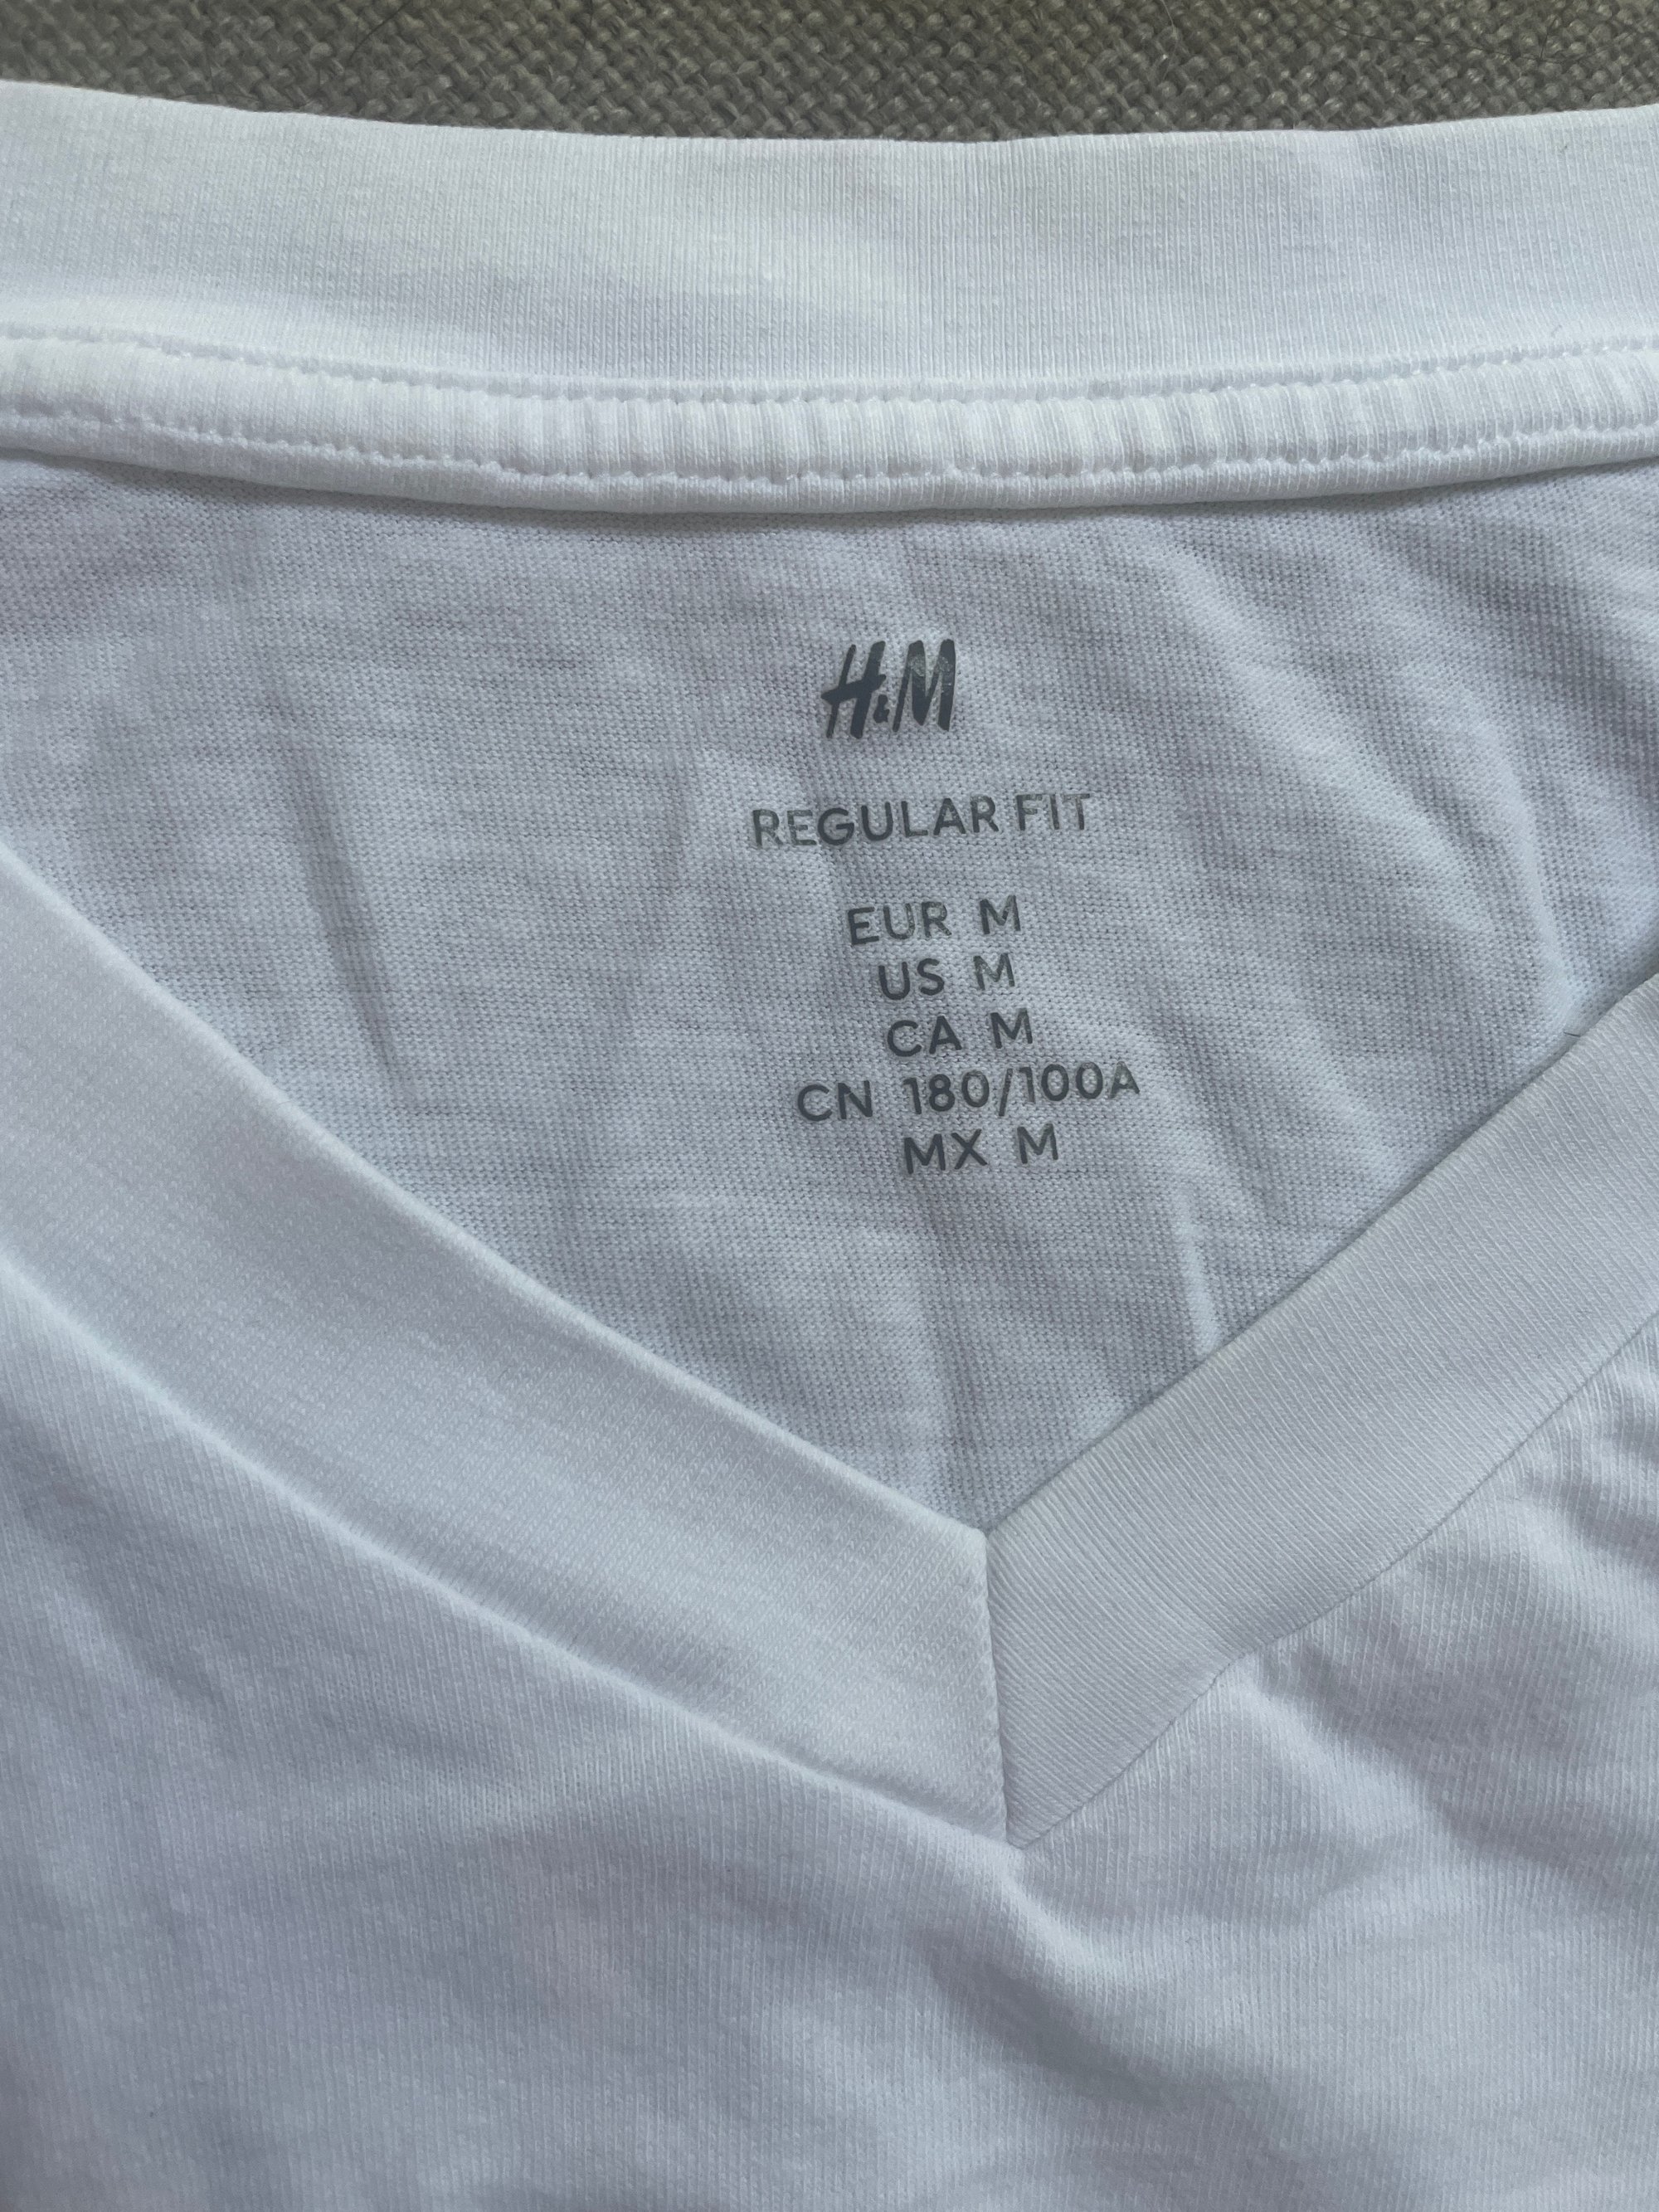 H&M
REGULAR FIT
EUR M
US M
CA M
CN 180/100A
MX M